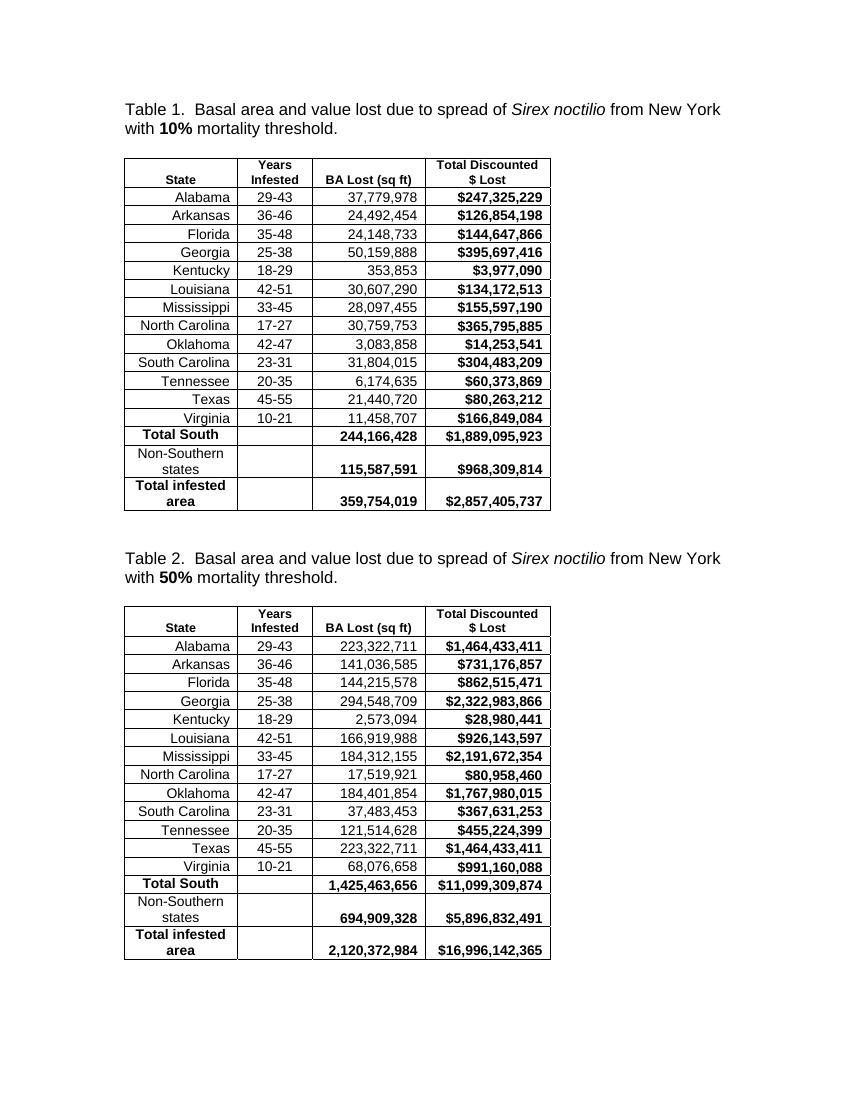 Table 1. Basal area and value lost due to spread of Sirex noctilio from New York
with 10% mortality threshold.
State Years Infested BA Lost (sq ft) Total Discounted $ Lost
Alabama 29-43 37,779,978 $247,325,229
Arkansas 36-46 24,492,454 $126,854,198
Florida 35-48 24,148,733 $144,647,866
Georgia 25-38 50,159,888 $395,697,416
Kentucky 18-29 353,853 $3,977,090
Louisiana 42-51 30,607,290 $134,172,513
Mississippi 33-45 28,097,455 $155,597,190
North Carolina 17-27 30,759,753 $365,795,885
Oklahoma 42-47 3,083,858 $14,253,541
South Carolina 23-31 31,804,015 $304,483,209
Tennessee 20-35 6,174,635 $60,373,869
Texas 45-55 21,440,720 $80,263,212
Virginia 10-21 11,458,707 $166,849,084
Total South 244,166,428 $1,889,095,923
Non-Southern states 115,587,591 $968,309,814
Total infested area 359,754,019 $2,857,405,737
Table 2. Basal area and value lost due to spread of Sirex noctilio from New York
with 50% mortality threshold.
State Years Infested BA Lost (sq ft) Total Discounted $ Lost
Alabama 29-43 223,322,711 $1,464,433,411
Arkansas 36-46 141,036,585 $731,176,857
Florida 35-48 144,215,578 $862,515,471
Georgia 25-38 294,548,709 $2,322,983,866
Kentucky 18-29 2,573,094 $28,980,441
Louisiana 42-51 166,919,988 $926,143,597
Mississippi 33-45 184,312,155 $2,191,672,354
North Carolina 17-27 17,519,921 $80,958,460
Oklahoma 42-47 184,401,854 $1,767,980,015
South Carolina 23-31 37,483,453 $367,631,253
Tennessee 20-35 121,514,628 $455,224,399
Texas 45-55 223,322,711 $1,464,433,411
Virginia 10-21 68,076,658 $991,160,088
Total South 1,425,463,656 $11,099,309,874
Non-Southern states 694,909,328 $5,896,832,491
Total infested area 2,120,372,984 $16,996,142,365